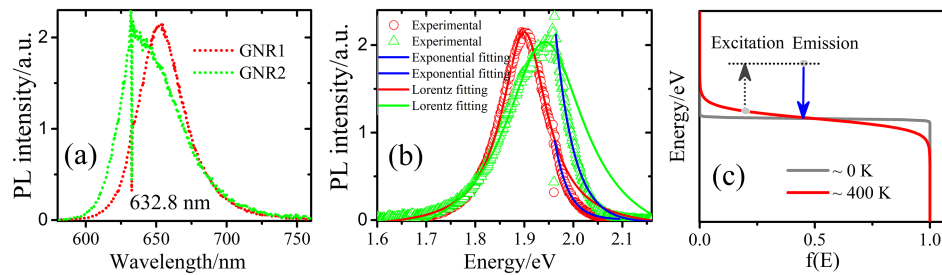 PL intensity/a.u.
2
1
0
GNR1
GNR2
(a)
632.8 nm
600
650
700
750
Wavelength/nm
PL intensity/a.u.
2
1
0
Experimental
Experimental
Exponential fitting
Exponential fitting
Lorentz fitting
Lorentz fitting
(b)
1.6
1.7
1.8
1.9
2.0
2.1
Energy/eV
Energy/eV
Excitation
Emission
(c)
~ 0 K
~ 400 K
0.0
0.5
1.0
f(E)